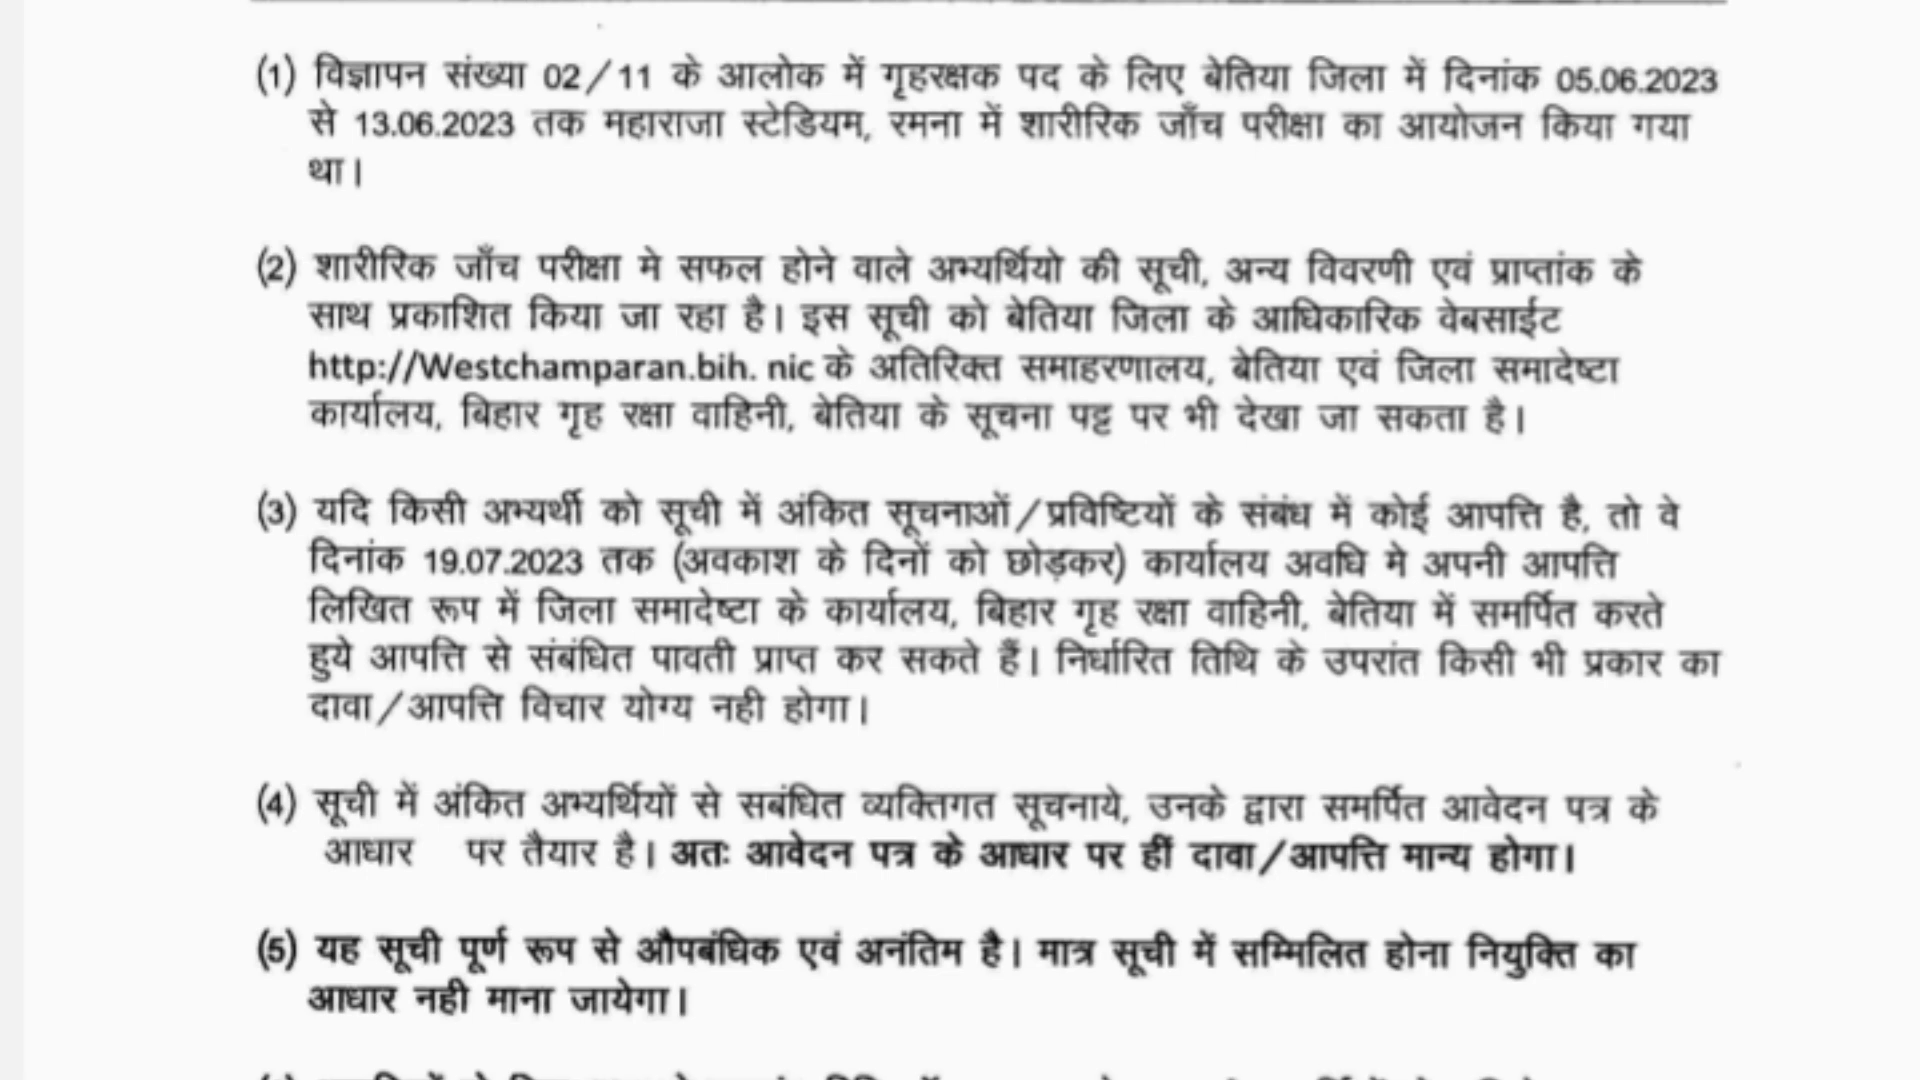 (1) विज्ञापन संख्या 02/11 के आलोक में गृहरक्षक पद के लिए बेतिया जिला में दिनांक 05.06.2023
से 13.06.2023 तक महाराजा स्टेडियम, रमना में शारीरिक जाँच परीक्षा का आयोजन किया गया
था।
(2) शारीरिक जाँच परीक्षा मे सफल होने वाले अभ्यर्थियो की सूची, अन्य विवरणी एवं प्राप्तांक के
साथ प्रकाशित किया जा रहा है। इस सूची को बेतिया जिला के आधिकारिक वेबसाईट
http://Westchamparan.bih. nic के अतिरिक्त समाहरणालय, बेतिया एवं जिला समादेष्टा
कार्यालय, बिहार गृह रक्षा वाहिनी, बेतिया के सूचना पट्ट पर भी देखा जा सकता है।
(3) यदि किसी अभ्यर्थी को सूची में अंकित सूचनाओं/प्रविष्टियों के संबंध में कोई आपत्ति है, तो वे
दिनांक 19.07.2023 तक (अवकाश के दिनों को छोड़कर) कार्यालय अवधि मे अपनी आपत्ति
लिखित रूप में जिला समादेष्टा के कार्यालय, बिहार गृह रक्षा वाहिनी, बेतिया में समर्पित करते
हुये आपत्ति से संबंधित पावती प्राप्त कर सकते हैं। निर्धारित तिथि के उपरांत किसी भी प्रकार का
दावा/आपत्ति विचार योग्य नही होगा।
(4) सूची में अंकित अभ्यर्थियों से सबंधित व्यक्तिगत सूचनाये, उनके द्वारा समर्पित आवेदन पत्र के
आधार पर तैयार है। अतः आवेदन पत्र के आधार पर हीं दावा/आपत्ति मान्य होगा।
(5) यह सूची पूर्ण रूप से औपबंधिक एवं अनंतिम है। मात्र सूची में सम्मिलित होना नियुक्ति का
आधार नही माना जायेगा।